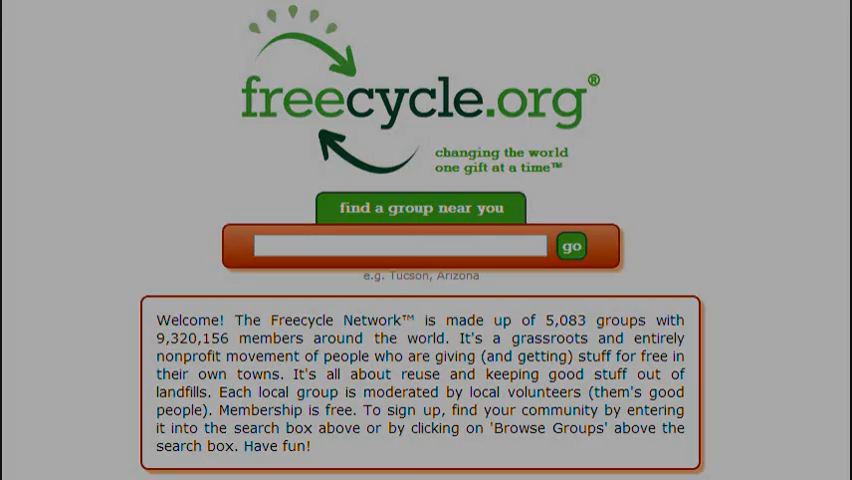 freecycle.org®
changing the world
one gift at a time™
find a group near you
go
e.g. Tucson, Arizona
Welcome! The Freecycle Network™ is made up of 5,083 groups with
9,320,156 members around the world. It's a grassroots and entirely
nonprofit movement of people who are giving (and getting) stuff for free in
their own towns. It's all about reuse and keeping good stuff out of
landfills. Each local group is moderated by local volunteers (them's good
people). Membership is free. To sign up, find your community by entering
it into the search box above or by clicking on 'Browse Groups' above the
search box. Have fun!